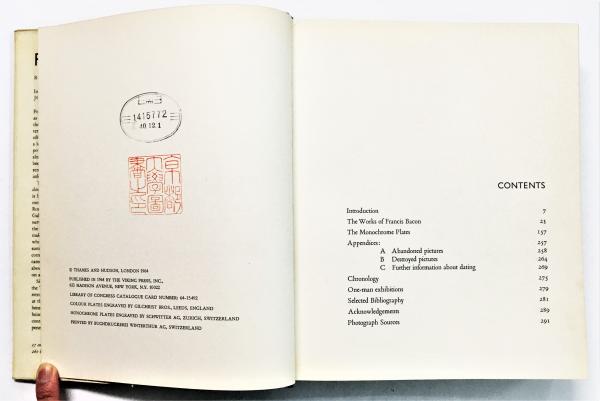 1416772
40.12.1
© THAMES AND HUDSON, LONDON 1964
PUBLISHED IN 1964 BY THE VIKING PRESS, INC.,
625 MADISON AVENUE, NEW YORK, N.Y. 10022
LIBRARY OF CONGRESS CATALOGUE CARD NUMBER: 64-15492
COLOUR PLATES ENGRAVED BY GILCHRIST BROS., LEEDS, ENGLAND
MONOCHROME PLATES ENGRAVED BY SCHWITTER AG, ZURICH, SWITZERLAND
PRINTED BY BUCHDRUCKEREI WINTERTHUR AG, SWITZERLAND
CONTENTS
Introduction 7
The Works of Francis Bacon 23
The Monochrome Plates 157
Appendices: 257
A Abandoned pictures 258
B Destroyed pictures 264
C Further information about dating 269
Chronology 275
One-man exhibitions 279
Selected Bibliography 281
Acknowledgements 289
Photograph Sources 291